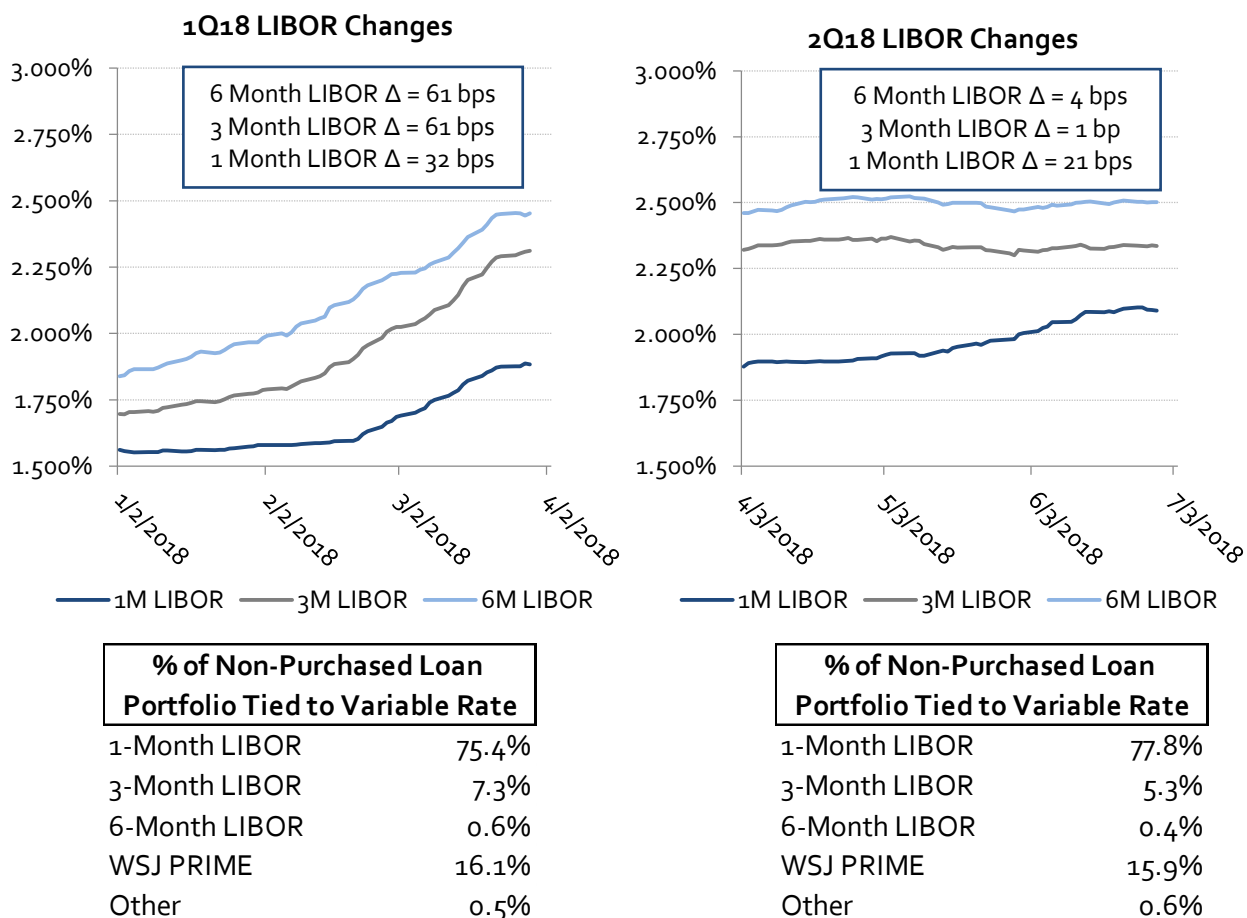 1Q18 LIBOR Changes
3.000%
2.750%
2.500%
2.250%
2.000%
1.750%
1.500%
6 Month LIBOR Δ = 61 bps
3 Month LIBOR Δ = 61 bps
1 Month LIBOR Δ = 32 bps
1/2/2018
2/2/2018
3/2/2018
4/2/2018
1M LIBOR 3M LIBOR 6M LIBOR
% of Non-Purchased Loan
Portfolio Tied to Variable Rate
1-Month LIBOR 75.4%
3-Month LIBOR 7.3%
6-Month LIBOR 0.6%
WSJ PRIME 16.1%
Other 0.5%
2Q18 LIBOR Changes
3.000%
2.750%
2.500%
2.250%
2.000%
1.750%
1.500%
6 Month LIBOR Δ = 4 bps
3 Month LIBOR Δ = 1 bp
1 Month LIBOR Δ = 21 bps
4/3/2018
5/3/2018
6/3/2018
7/3/2018
1M LIBOR 3M LIBOR 6M LIBOR
% of Non-Purchased Loan
Portfolio Tied to Variable Rate
1-Month LIBOR 77.8%
3-Month LIBOR 5.3%
6-Month LIBOR 0.4%
WSJ PRIME 15.9%
Other 0.6%